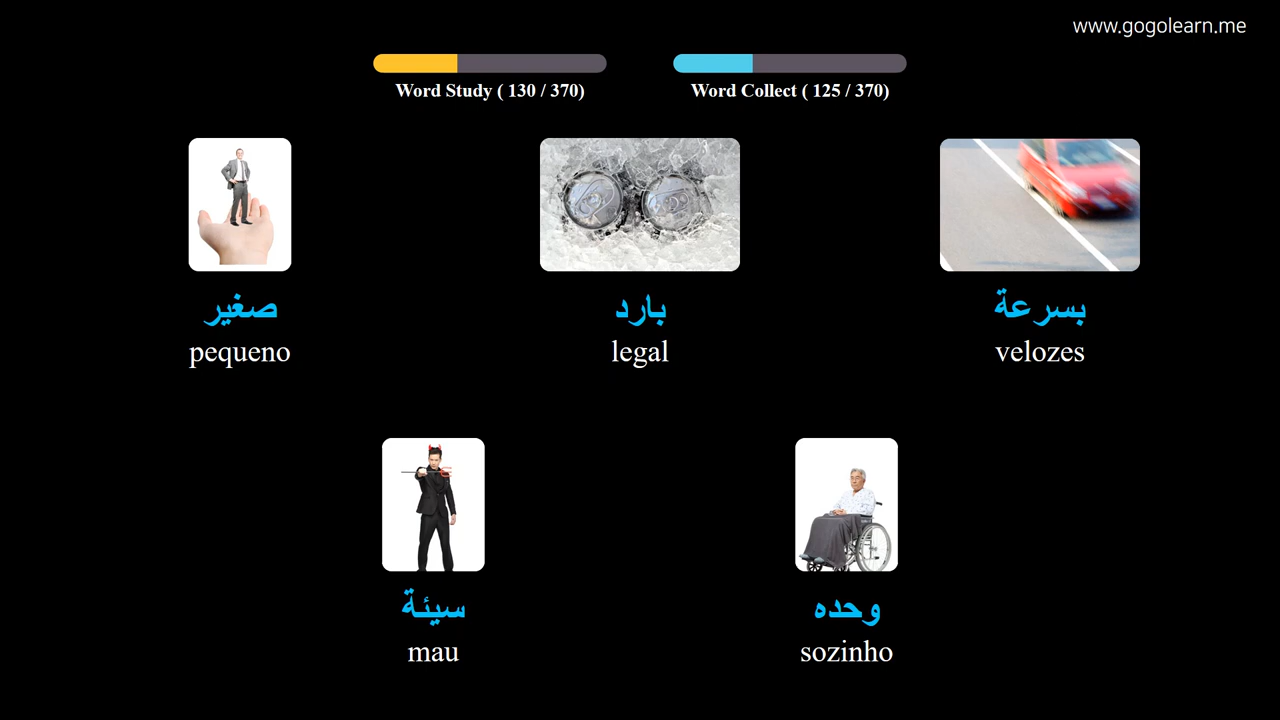 www.gogolearn.me
Word Study ( 130 / 370)
Word Collect ( 125 / 370)
صغير
pequeno
بارد
legal
بسرعة
velozes
سيئة
mau
وحده
sozinho